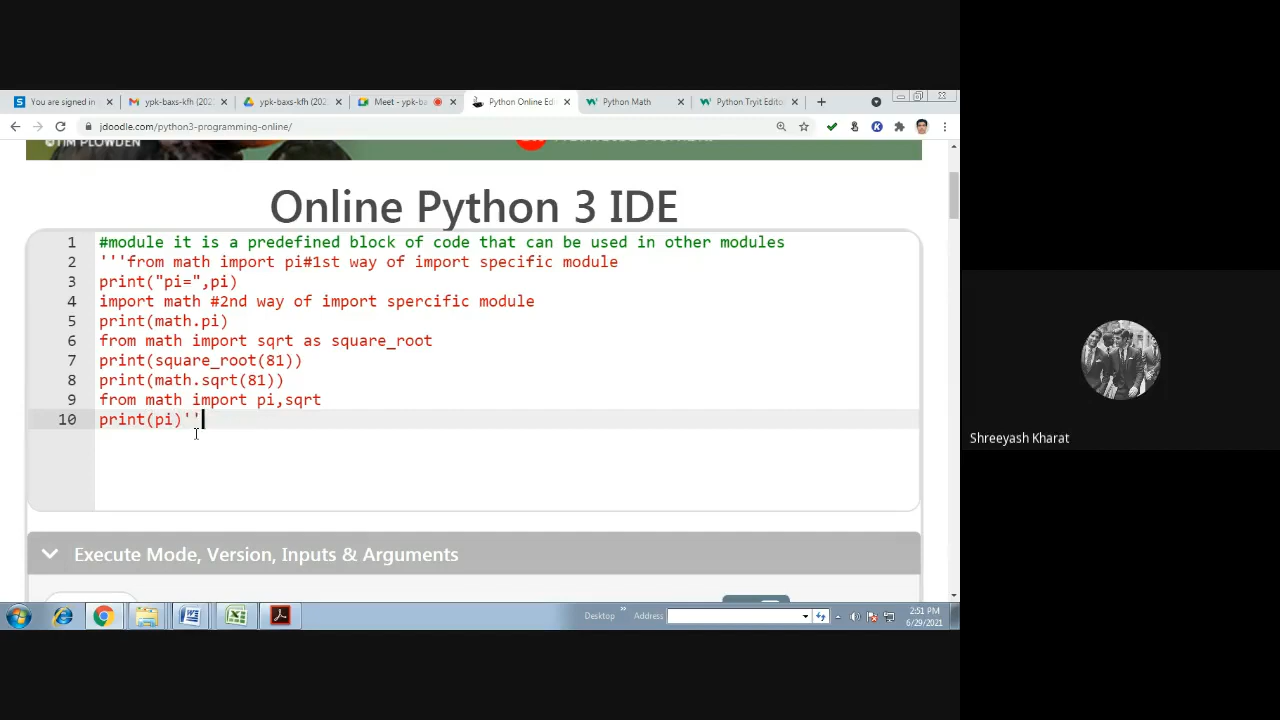 You are signed in
ypk-baxs-kfh (202
ypk-baxs-kfh (202
Meet - ypk-ba
Python Online Ed
Python Math
Python Tryit Edito
jdoodle.com/python3-programming-online/
©TIM PLOWDEN
Online Python 3 IDE
1 #module it is a predefined block of code that can be used in other modules
2 '''from math import pi#1st way of import specific module
3 print("pi=",pi)
4 import math #2nd way of import spercific module
5 print(math.pi)
6 from math import sqrt as square_root
7 print(square_root(81))
8 print(math.sqrt(81))
9 from math import pi,sqrt
10 print(pi)''
Shreeyash Kharat
Execute Mode, Version, Inputs & Arguments
Desktop » Address
2:51 PM
6/29/2021